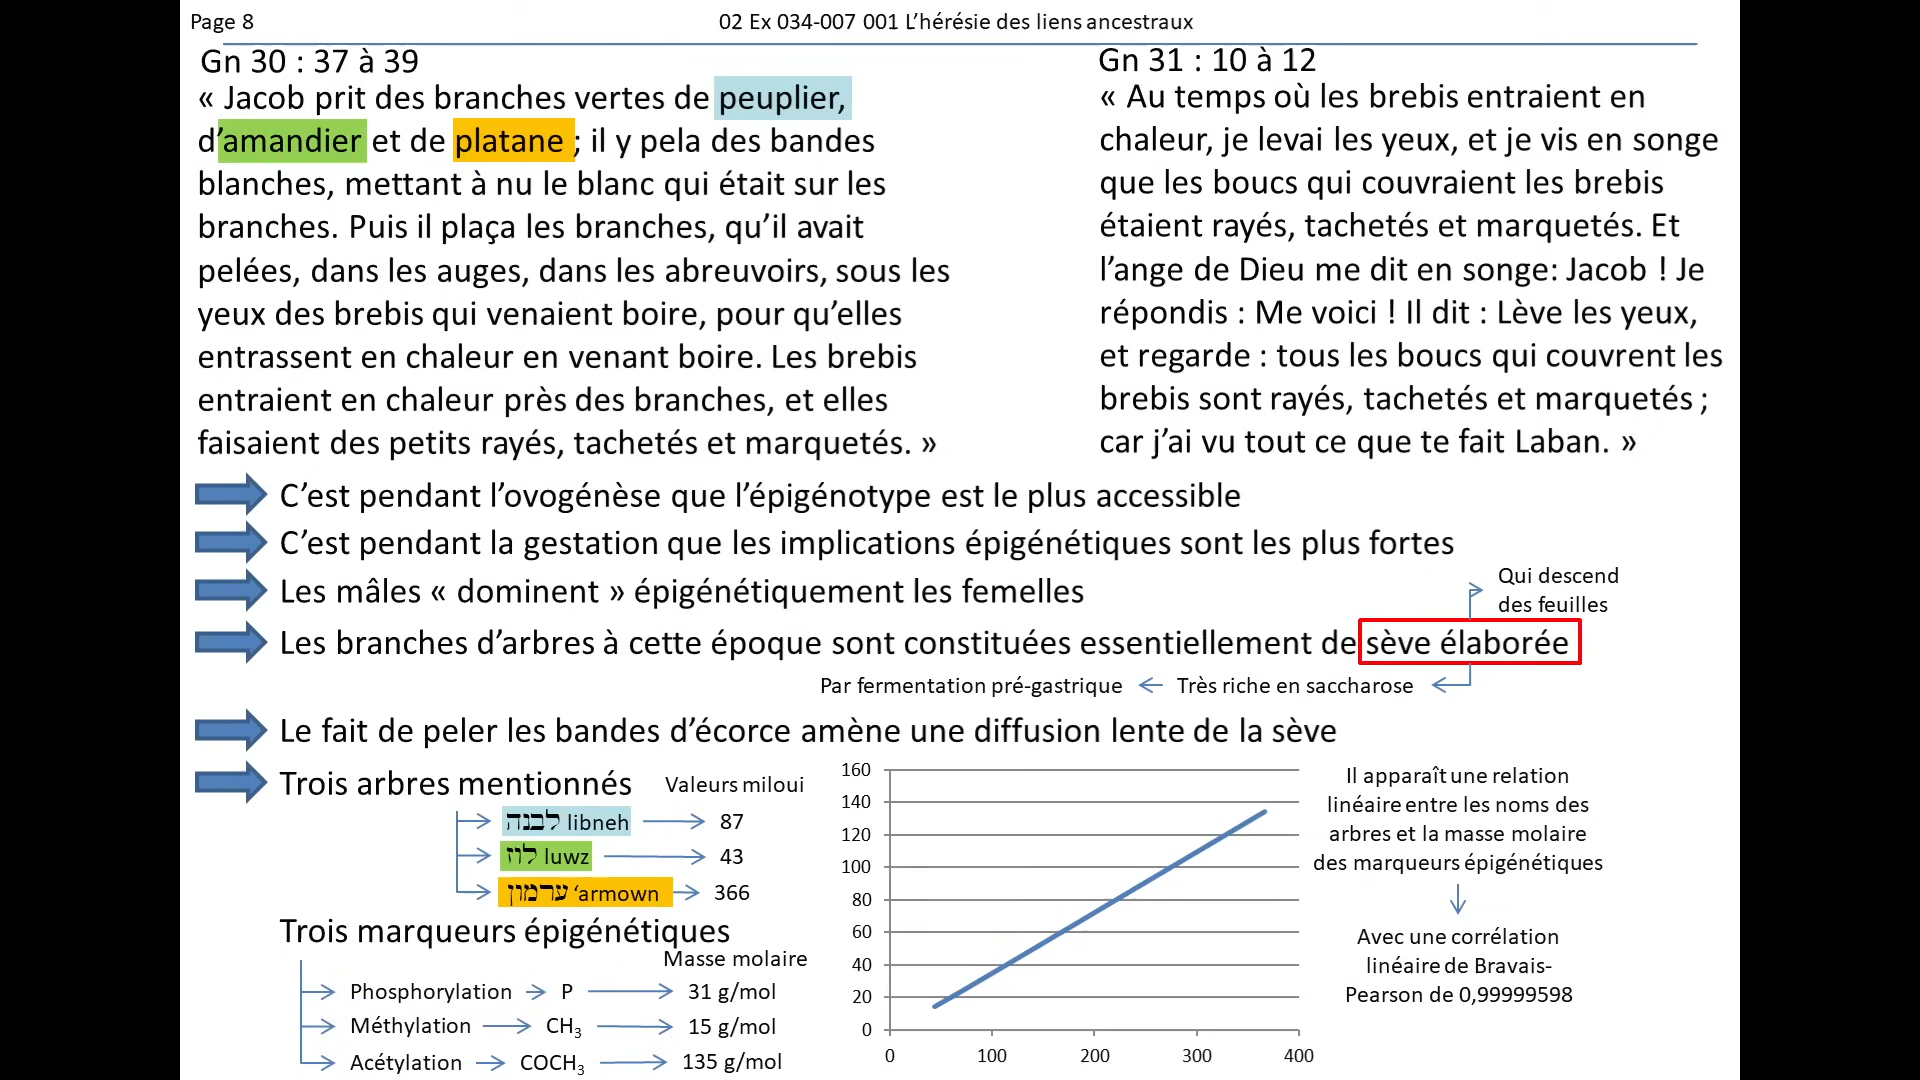 Page 8
02 Ex 034-007 001 L’hérésie des liens ancestraux
Gn 30 : 37 à 39
« Jacob prit des branches vertes de peuplier,
d’amandier et de platane ; il y pela des bandes
blanches, mettant à nu le blanc qui était sur les
branches. Puis il plaça les branches, qu’il avait
pelées, dans les auges, dans les abreuvoirs, sous les
yeux des brebis qui venaient boire, pour qu’elles
entrassent en chaleur en venant boire. Les brebis
entraient en chaleur près des branches, et elles
faisaient des petits rayés, tachetés et marquetés. »
Gn 31 : 10 à 12
« Au temps où les brebis entraient en
chaleur, je levai les yeux, et je vis en songe
que les boucs qui couvraient les brebis
étaient rayés, tachetés et marquetés. Et
l’ange de Dieu me dit en songe: Jacob ! Je
répondis : Me voici ! Il dit : Lève les yeux,
et regarde : tous les boucs qui couvrent les
brebis sont rayés, tachetés et marquetés ;
car j’ai vu tout ce que te fait Laban. »
C’est pendant l’ovogénèse que l’épigénotype est le plus accessible
C’est pendant la gestation que les implications épigénétiques sont les plus fortes
Les mâles « dominent » épigénétiquement les femelles
Qui descend
des feuilles
Les branches d’arbres à cette époque sont constituées essentiellement de sève élaborée
Par fermentation pré-gastrique
Très riche en saccharose
Le fait de peler les bandes d’écorce amène une diffusion lente de la sève
Trois arbres mentionnés
Valeurs miloui
לבנה libneh
87
לוז luwz
43
ערמון ‘armown
366
Trois marqueurs épigénétiques
Masse molaire
Phosphorylation
P
31 g/mol
Méthylation
CH₃
15 g/mol
Acétylation
COCH₃
135 g/mol
160
140
120
100
80
60
40
20
0
0
100
200
300
400
Il apparaît une relation
linéaire entre les noms des
arbres et la masse molaire
des marqueurs épigénétiques
Avec une corrélation
linéaire de Bravais-
Pearson de 0,99999598